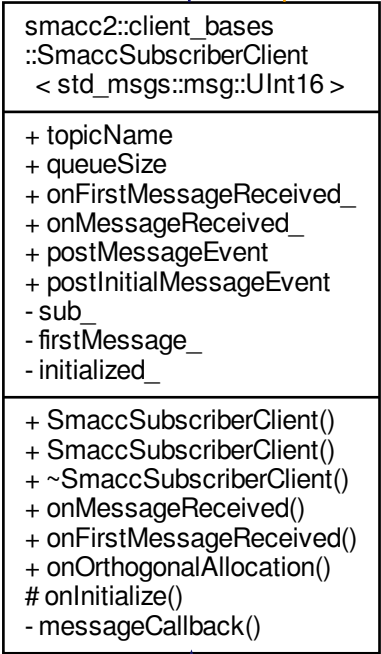 smacc2::client_bases
::SmaccSubscriberClient
< std_msgs::msg::UInt16 >
+ topicName
+ queueSize
+ onFirstMessageReceived_
+ onMessageReceived_
+ postMessageEvent
+ postInitialMessageEvent
- sub_
- firstMessage_
- initialized_
+ SmaccSubscriberClient()
+ SmaccSubscriberClient()
+ ~SmaccSubscriberClient()
+ onMessageReceived()
+ onFirstMessageReceived()
+ onOrthogonalAllocation()
# onInitialize()
- messageCallback()